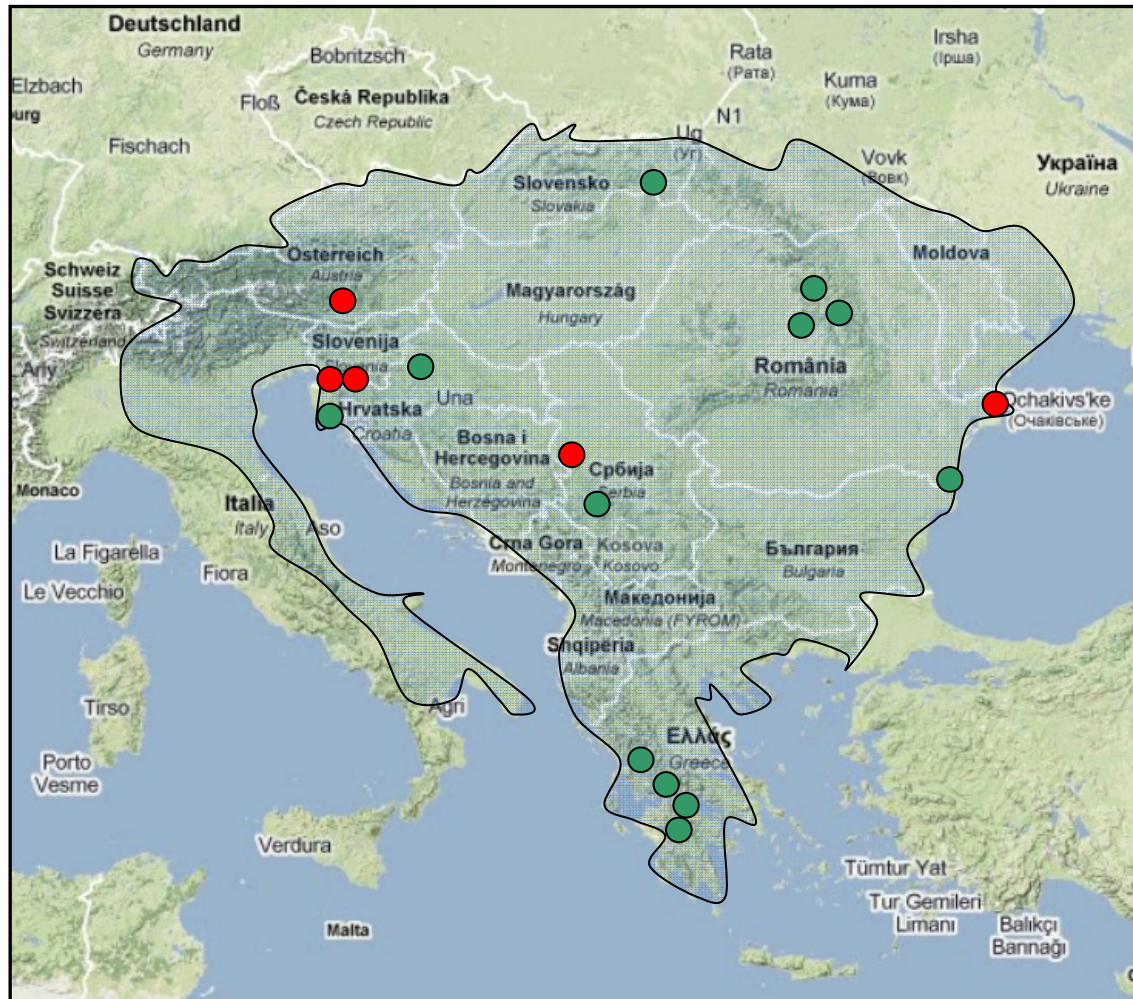 Deutschland
Germany
Irsha
(Ірша)
Rata
(Рата)
Bobritzsch
Elzbach
Kuma
(Кума)
Floß
Česká Republika
Czech Republic
urg
N1
Ug
(Уг)
Fischach
Vovk
(Вовк)
Україна
Ukraine
Slovensko
Slovakia
Moldova
Österreich
Austria
Schweiz
Suisse
Svizzera
Switzerland
Magyarország
Hungary
Slovenija
Slovenia
România
Romania
Any
Una
Hrvatska
Croatia
Ochakivs'ke
(Очаківське)
Bosna i
Hercegovina
Bosnia and
Herzegovina
Србија
Serbia
Monaco
Italia
Italy
Aso
La Figarella
Fiora
Le Vecchio
Crna Gora
Montenegro
Kosova
Kosovo
България
Bulgaria
Македонија
Macedonia (FYROM)
Shqipëria
Albania
Tirso
Agri
Ελλάς
Greece
Porto
Vesme
Verdura
Tümtur Yat
Tur Gemileri
Limanı
Balıkçı
Barınağı
Malta